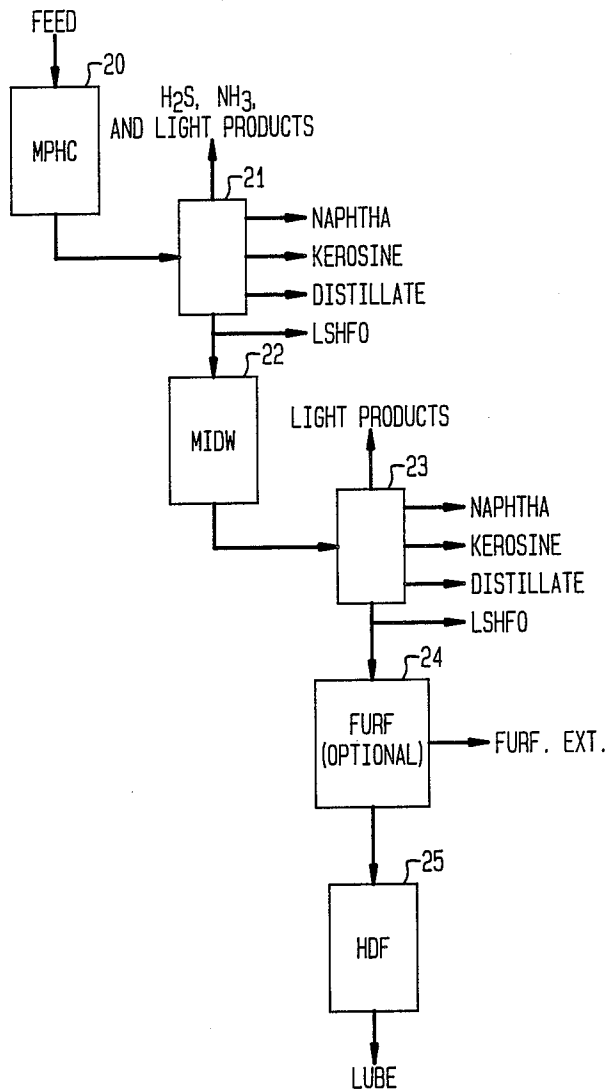 FEED
20
MPHC
H2S, NH3,
AND LIGHT PRODUCTS
21
NAPHTHA
KEROSINE
DISTILLATE
LSHFO
22
MIDW
LIGHT PRODUCTS
23
NAPHTHA
KEROSINE
DISTILLATE
LSHFO
24
FURF
(OPTIONAL)
FURF. EXT.
25
HDF
LUBE